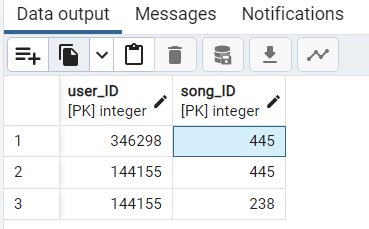 Data output Messages Notifications
user_ID song_ID
[PK] integer [PK] integer
1 346298 445
2 144155 445
3 144155 238